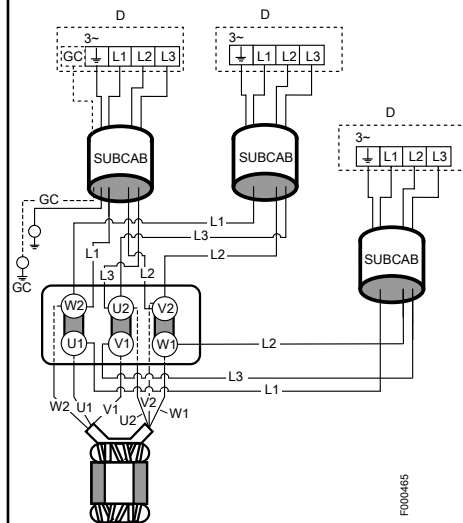 D
3~
GC ⏚ L1 L2 L3
D
3~
⏚ L1 L2 L3
D
3~
⏚ L1 L2 L3
SUBCAB
SUBCAB
SUBCAB
GC
GC
L1
L3
L2
L1
L3
L2
W2 U2 V2
U1 V1 W1
L2
L3
L1
W2 U1 V1 U2 V2 W1
F000465